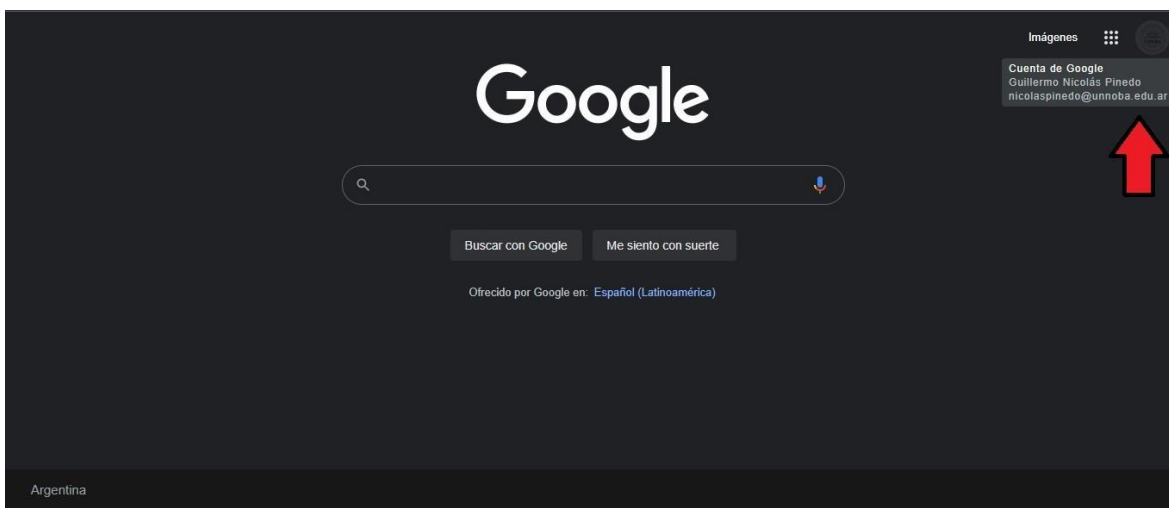 Imágenes
Cuenta de Google
Guillermo Nicolás Pinedo
nicolaspinedo@unnoba.edu.ar
Google
Buscar con Google
Me siento con suerte
Ofrecido por Google en: Español (Latinoamérica)
Argentina